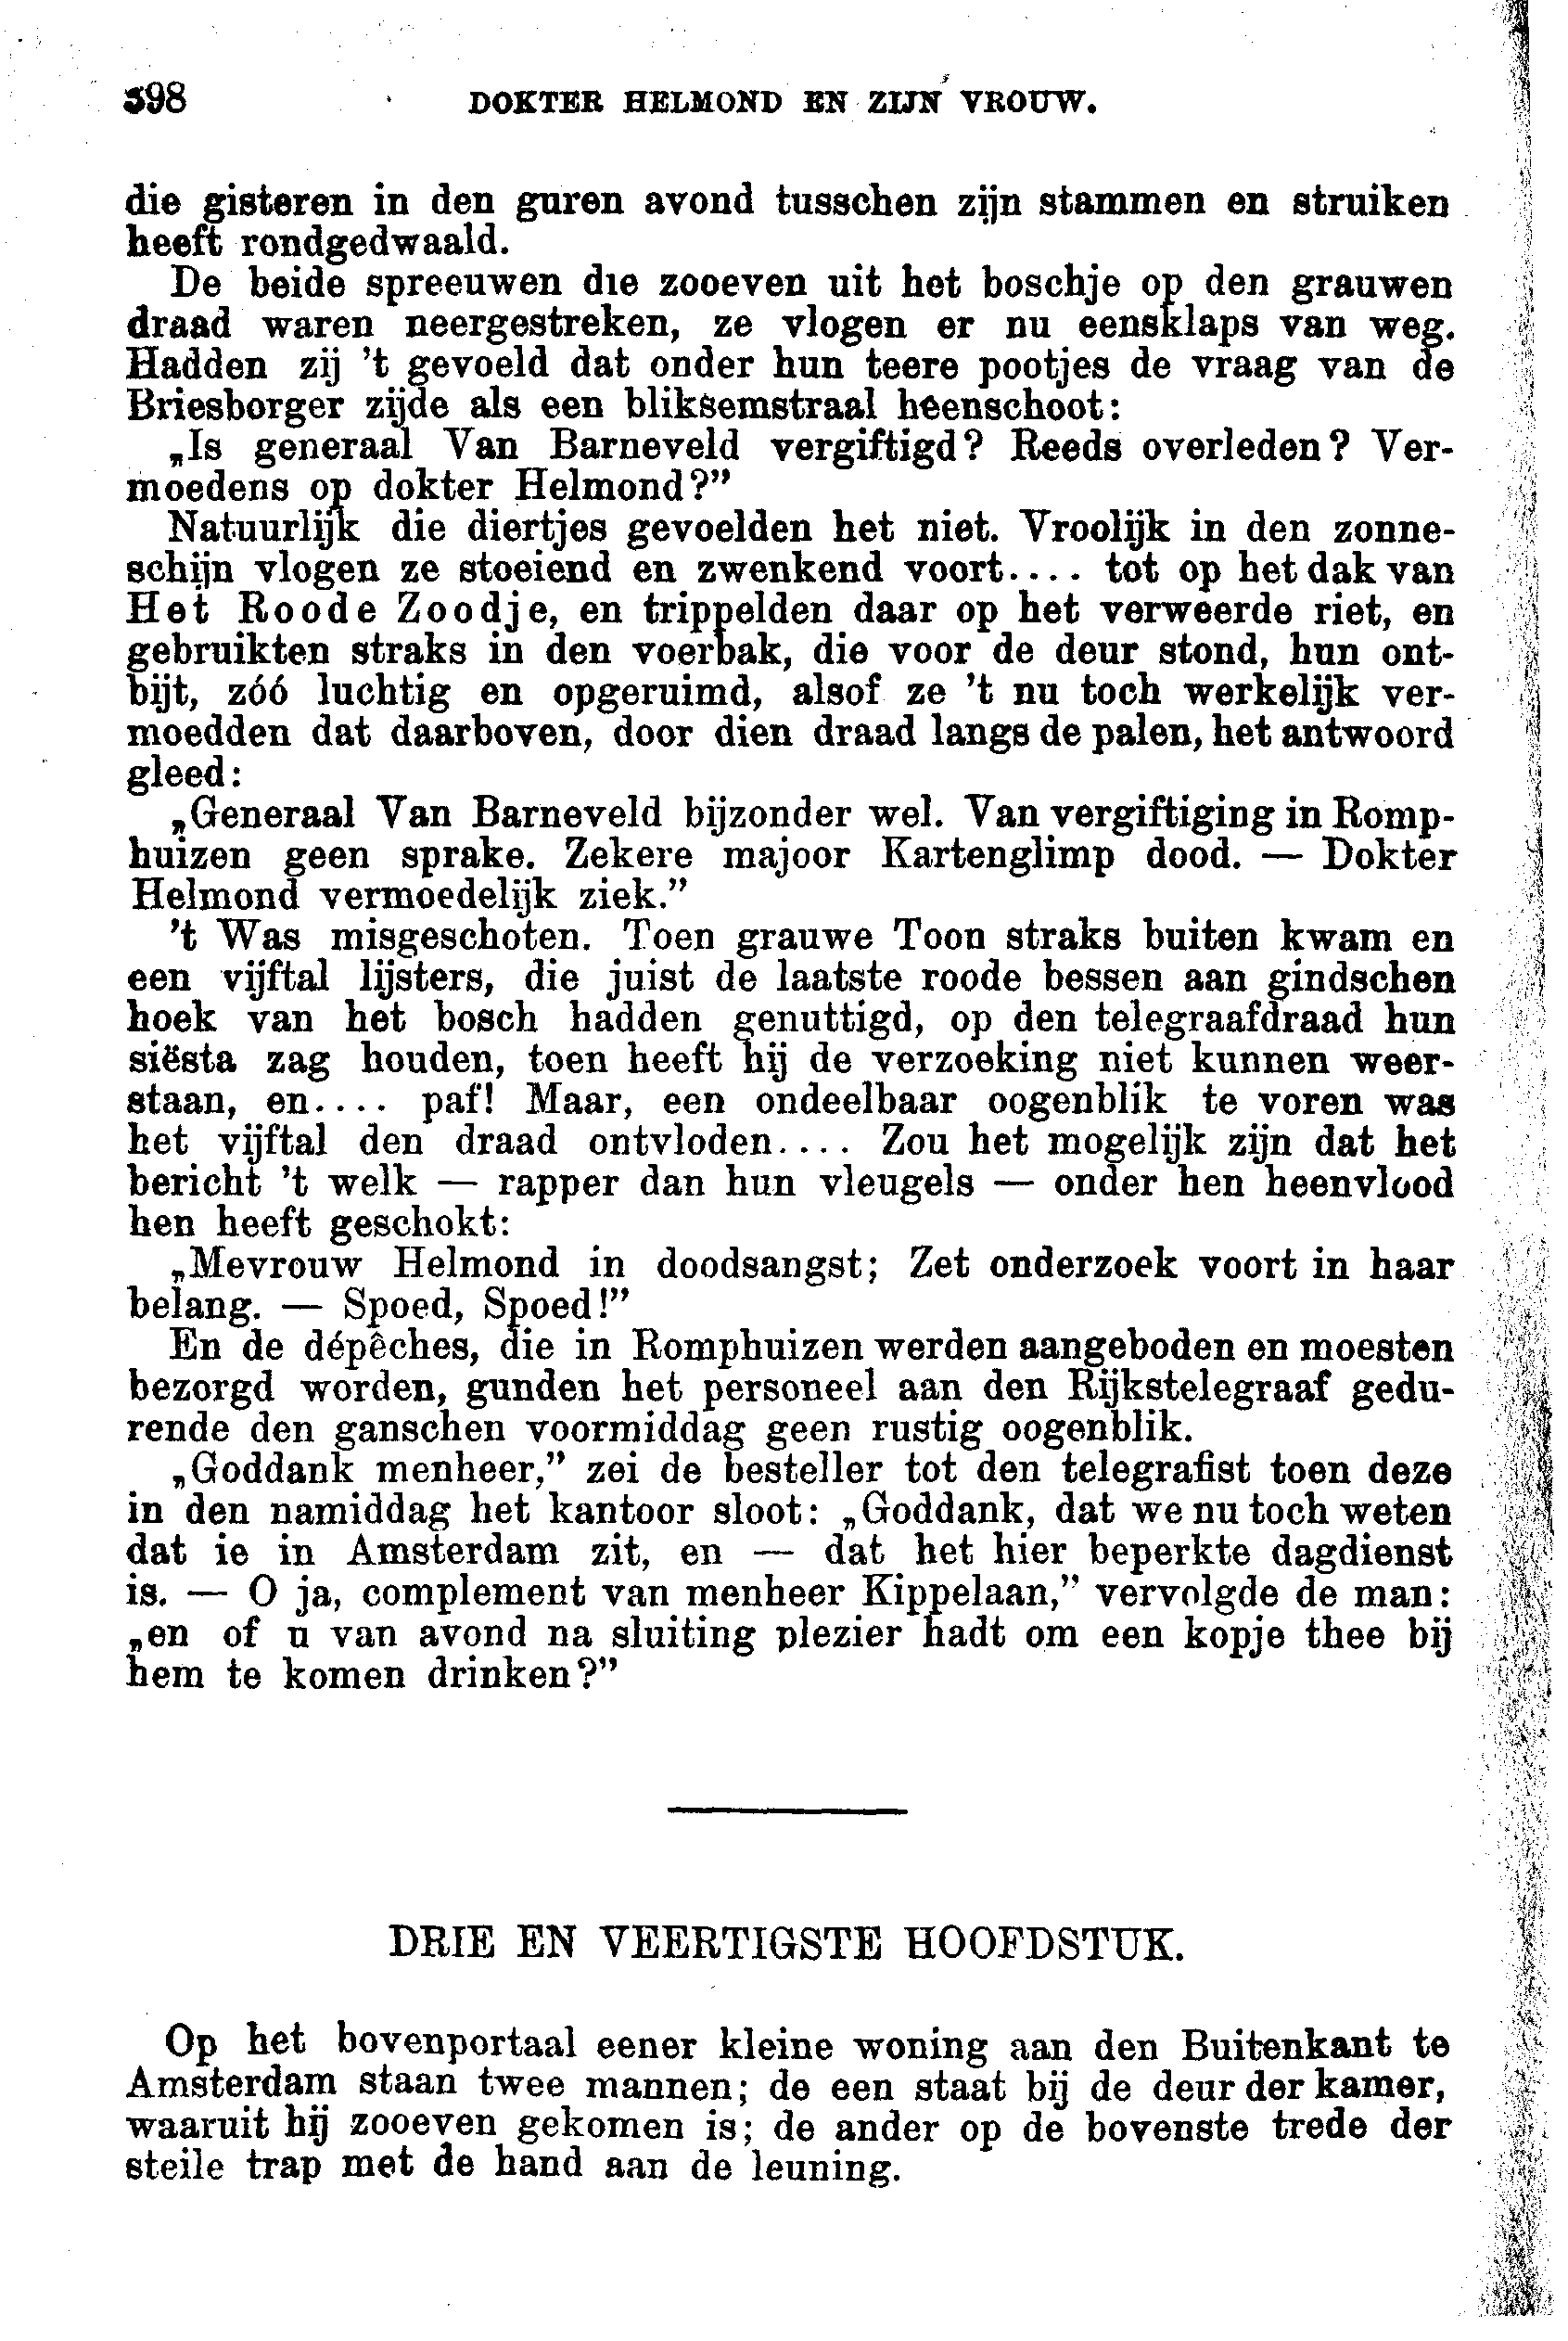 398 DOKTER HELMOND EN ZIJN VROUW.
die gisteren in den guren avond tusschen zijn stammen en struiken
heeft rondgedwaald.
De beide spreeuwen die zooeven uit het boschje op den grauwen
draad waren neergestreken, ze vlogen er nu eensklaps van weg.
Hadden zij 't gevoeld dat onder hun teere pootjes de vraag van de
Briesborger zijde als een bliksemstraal heenschoot:
„Is generaal Van Barneveld vergiftigd? Reeds overleden? Ver-
moedens op dokter Helmond?”
Natuurlijk die diertjes gevoelden het niet. Vroolijk in den zonne-
schijn vlogen ze stoeiend en zwenkend voort.... tot op het dak van
Het Roode Zoodje, en trippelden daar op het verweerde riet, en
gebruikten straks in den voerbak, die voor de deur stond, hun ont-
bijt, zóó luchtig en opgeruimd, alsof ze 't nu toch werkelijk ver-
moedden dat daarboven, door dien draad langs de palen, het antwoord
gleed:
„Generaal Van Barneveld bijzonder wel. Van vergiftiging in Romp-
huizen geen sprake. Zekere majoor Kartenglimp dood. — Dokter
Helmond vermoedelijk ziek.”
't Was misgeschoten. Toen grauwe Toon straks buiten kwam en
een vijftal lijsters, die juist de laatste roode bessen aan gindschen
hoek van het bosch hadden genuttigd, op den telegraafdraad hun
siësta zag houden, toen heeft hij de verzoeking niet kunnen weer-
staan, en.... paf! Maar, een ondeelbaar oogenblik te voren was
het vijftal den draad ontvloden.... Zou het mogelijk zijn dat het
bericht 't welk — rapper dan hun vleugels — onder hen heenvlood
hen heeft geschokt:
„Mevrouw Helmond in doodsangst; Zet onderzoek voort in haar
belang. — Spoed, Spoed!”
En de dépêches, die in Romphuizen werden aangeboden en moesten
bezorgd worden, gunden het personeel aan den Rijkstelegraaf gedu-
rende den ganschen voormiddag geen rustig oogenblik.
„Goddank menheer,” zei de besteller tot den telegrafist toen deze
in den namiddag het kantoor sloot: „Goddank, dat we nu toch weten
dat ie in Amsterdam zit, en — dat het hier beperkte dagdienst
is. — O ja, complement van menheer Kippelaan,” vervolgde de man:
„en of u van avond na sluiting plezier hadt om een kopje thee bij
hem te komen drinken?”
DRIE EN VEERTIGSTE HOOFDSTUK.
Op het bovenportaal eener kleine woning aan den Buitenkant te
Amsterdam staan twee mannen; de een staat bij de deur der kamer,
waaruit hij zooeven gekomen is; de ander op de bovenste trede der
steile trap met de hand aan de leuning.